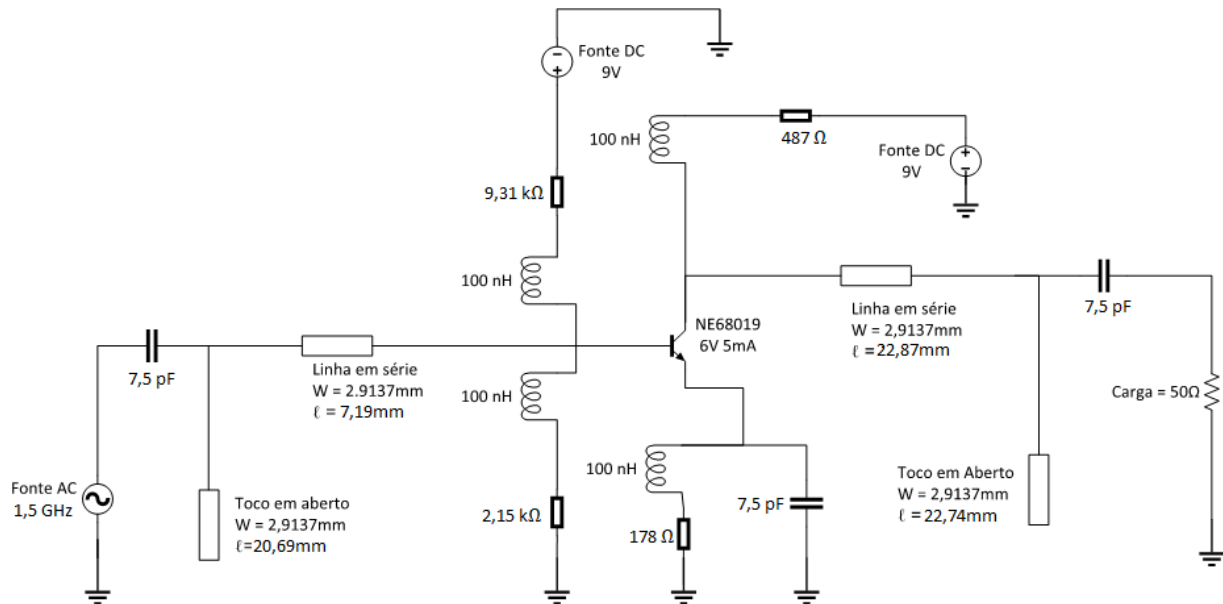 Fonte DC
9V
100 nH
487 Ω
Fonte DC
9V
9,31 kΩ
100 nH
NE68019
6V 5mA
7,5 pF
Linha em série
W = 2.9137mm
ℓ = 7,19mm
100 nH
Linha em série
W = 2,9137mm
ℓ = 22,87mm
7,5 pF
Carga = 50Ω
Fonte AC
1,5 GHz
Toco em aberto
W = 2,9137mm
ℓ=20,69mm
2,15 kΩ
100 nH
178 Ω
7,5 pF
Toco em Aberto
W = 2,9137mm
ℓ = 22,74mm